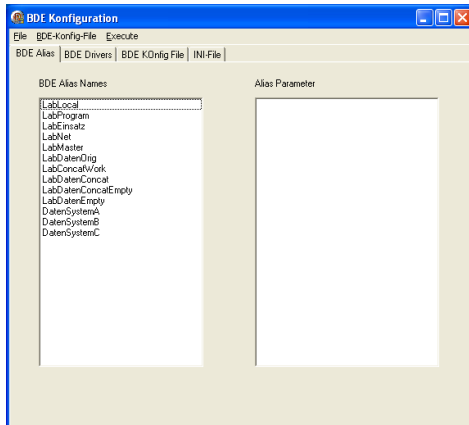 BDE Konfiguration
File BDE-Konfig-File Execute
BDE Alias BDE Drivers BDE KOnfig File INI-File
BDE Alias Names Alias Parameter
LabLocal
LabProgram
LabEinsatz
LabNet
LabMaster
LabDatenOrig
LabConcatWork
LabDatenConcat
LabDatenConcatEmpty
LabDatenEmpty
DatenSystemA
DatenSystemB
DatenSystemC